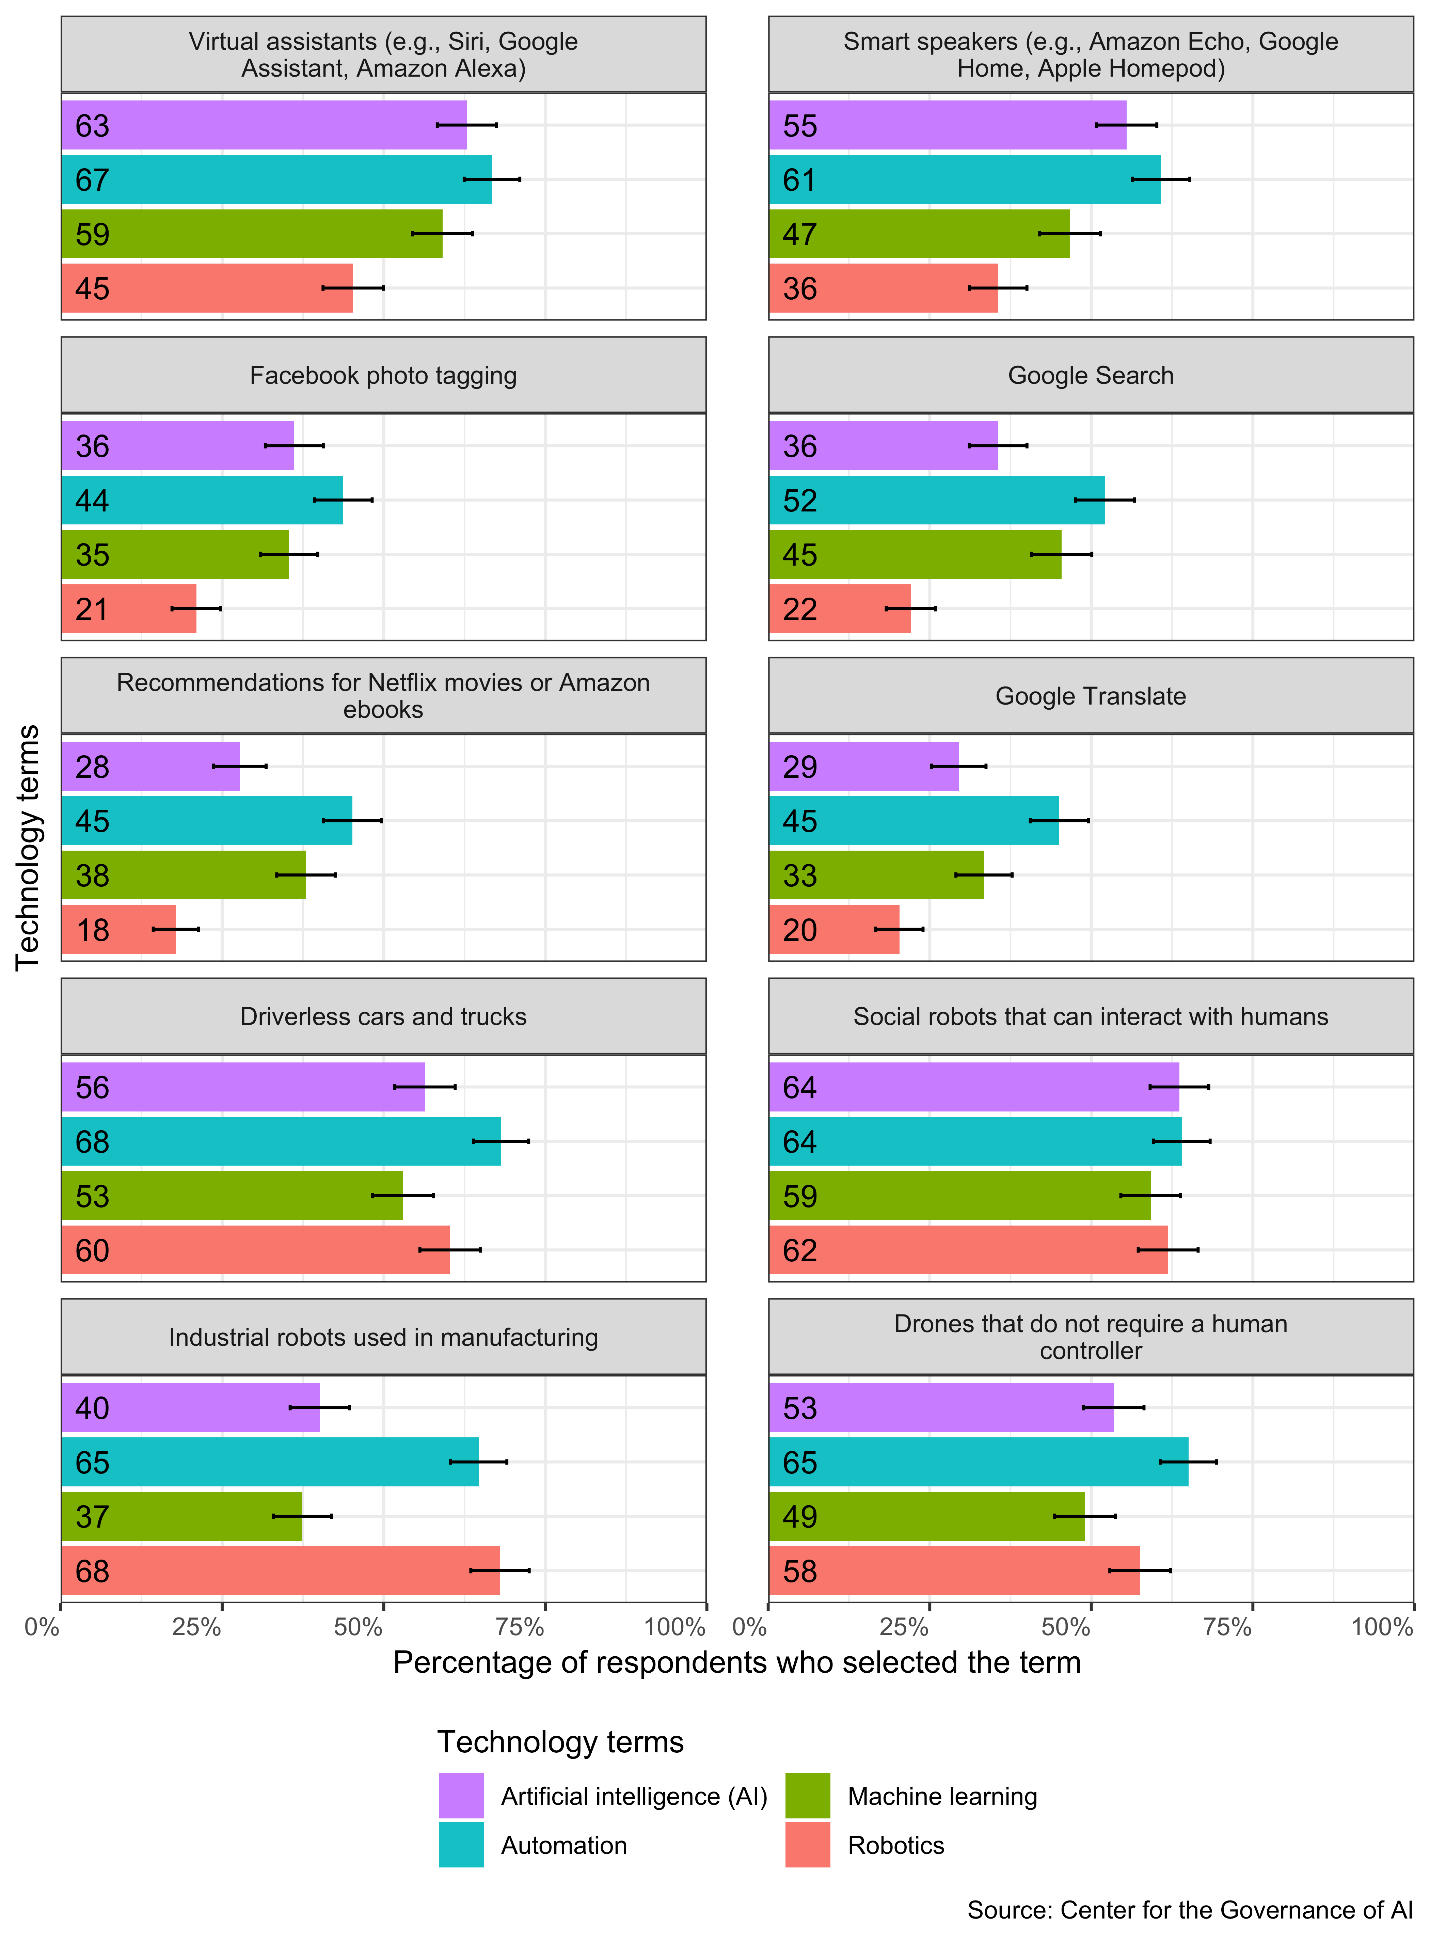 Virtual assistants (e.g., Siri, Google
Assistant, Amazon Alexa)
63
67
59
45
Smart speakers (e.g., Amazon Echo, Google
Home, Apple Homepod)
55
61
47
36
Facebook photo tagging
36
44
35
21
Google Search
36
52
45
22
Recommendations for Netflix movies or Amazon
ebooks
28
45
38
18
Google Translate
29
45
33
20
Driverless cars and trucks
56
68
53
60
Social robots that can interact with humans
64
64
59
62
Industrial robots used in manufacturing
40
65
37
68
Drones that do not require a human
controller
53
65
49
58
Technology terms
0% 25% 50% 75% 100% 0% 25% 50% 75% 100%
Percentage of respondents who selected the term
Technology terms
Artificial intelligence (AI) Machine learning
Automation Robotics
Source: Center for the Governance of AI